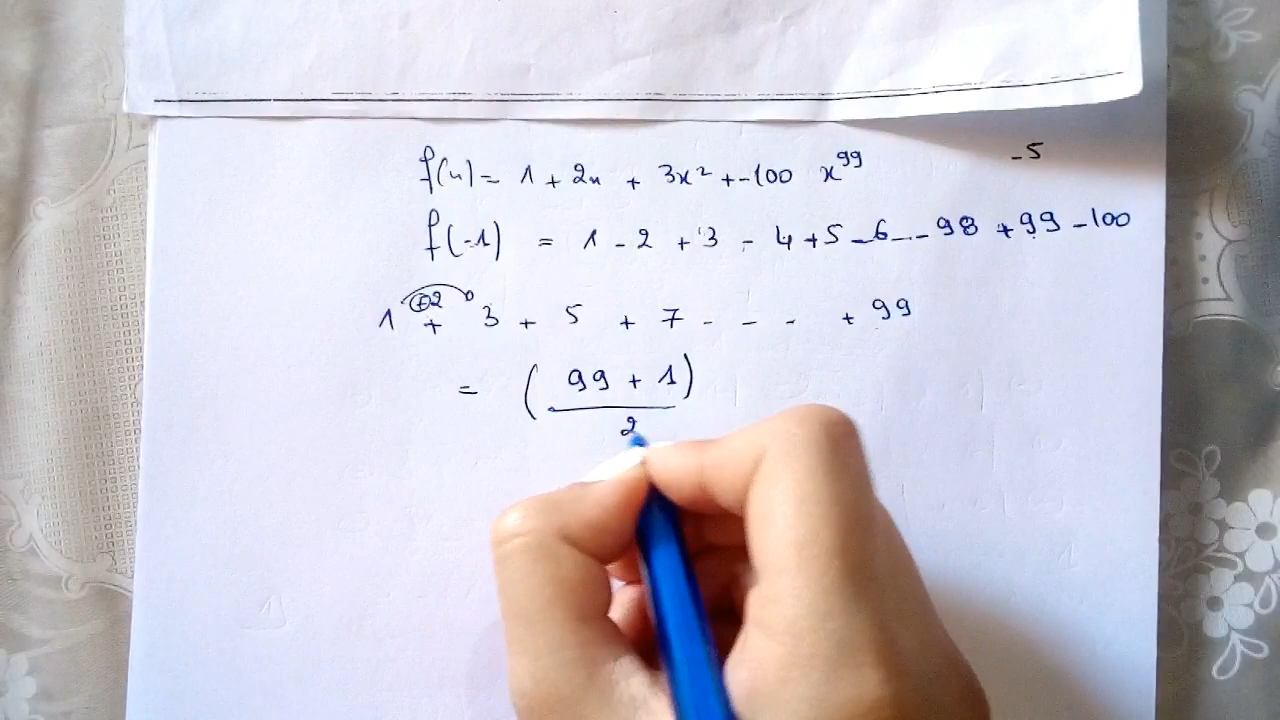 f(x) = 1 + 2x + 3x² + - 100 x⁹⁹
-5
f(-1) = 1 - 2 + 3 - 4 + 5 - 6 - - - 98 + 99 - 100
+2
1 + 3 + 5 + 7 - - - + 99
= ( 99 + 1 )
2